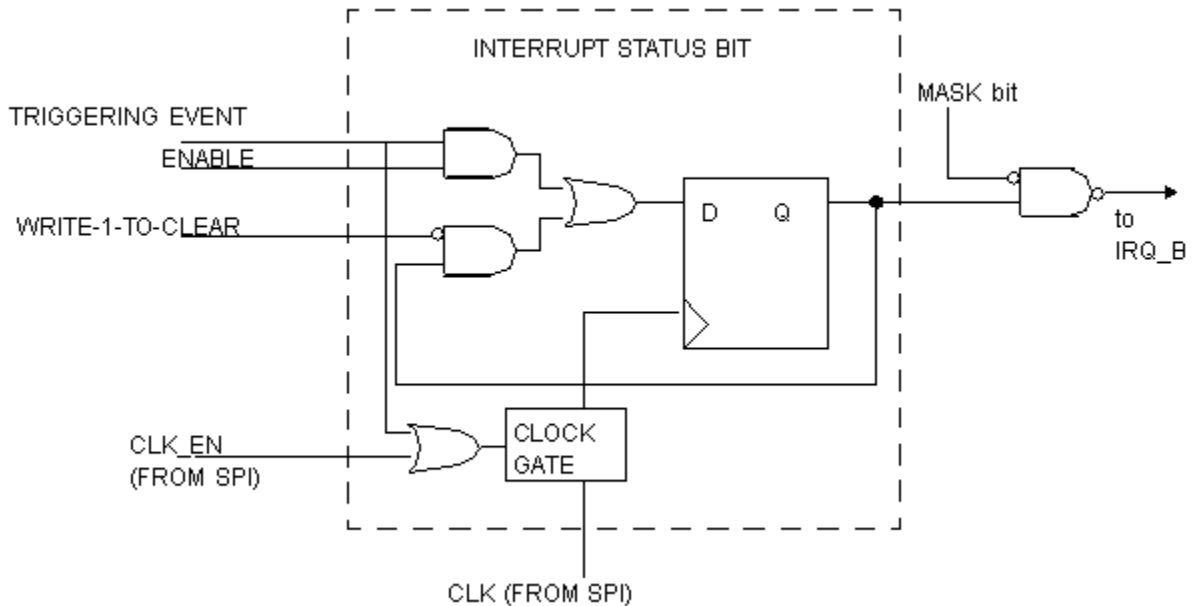 INTERRUPT STATUS BIT
MASK bit
TRIGGERING EVENT
ENABLE
WRITE-1-TO-CLEAR
D Q
to
IRQ_B
CLK_EN
(FROM SPI)
CLOCK
GATE
CLK (FROM SPI)